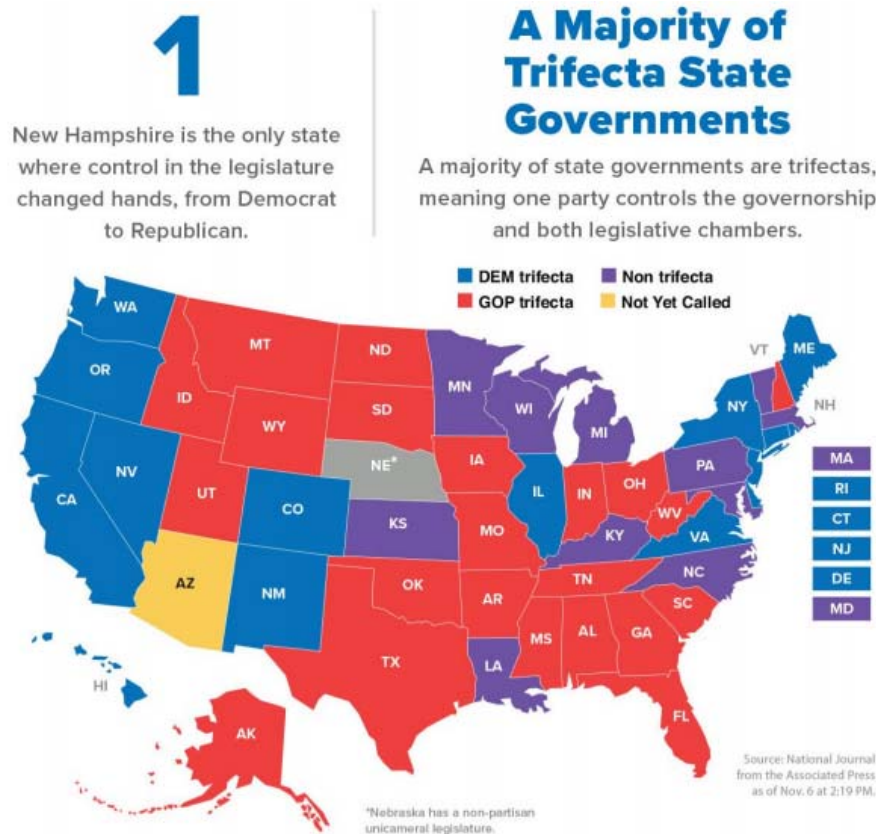 1
New Hampshire is the only state
where control in the legislature
changed hands, from Democrat
to Republican.
A Majority of
Trifecta State
Governments
A majority of state governments are trifectas,
meaning one party controls the governorship
and both legislative chambers.
DEM trifecta
Non trifecta
GOP trifecta
Not Yet Called
WA
MT
ND
MN
VT
ME
OR
ID
SD
WI
NY
NH
WY
MI
NV
NE*
IA
PA
MA
CA
UT
CO
IL
IN
OH
RI
KS
MO
WV
VA
CT
KY
NJ
AZ
NM
OK
AR
TN
NC
DE
SC
MD
TX
MS
AL
GA
LA
HI
FL
AK
Source: National Journal
from the Associated Press
as of Nov. 6 at 2:19 PM.
*Nebraska has a non-partisan
unicameral legislature.